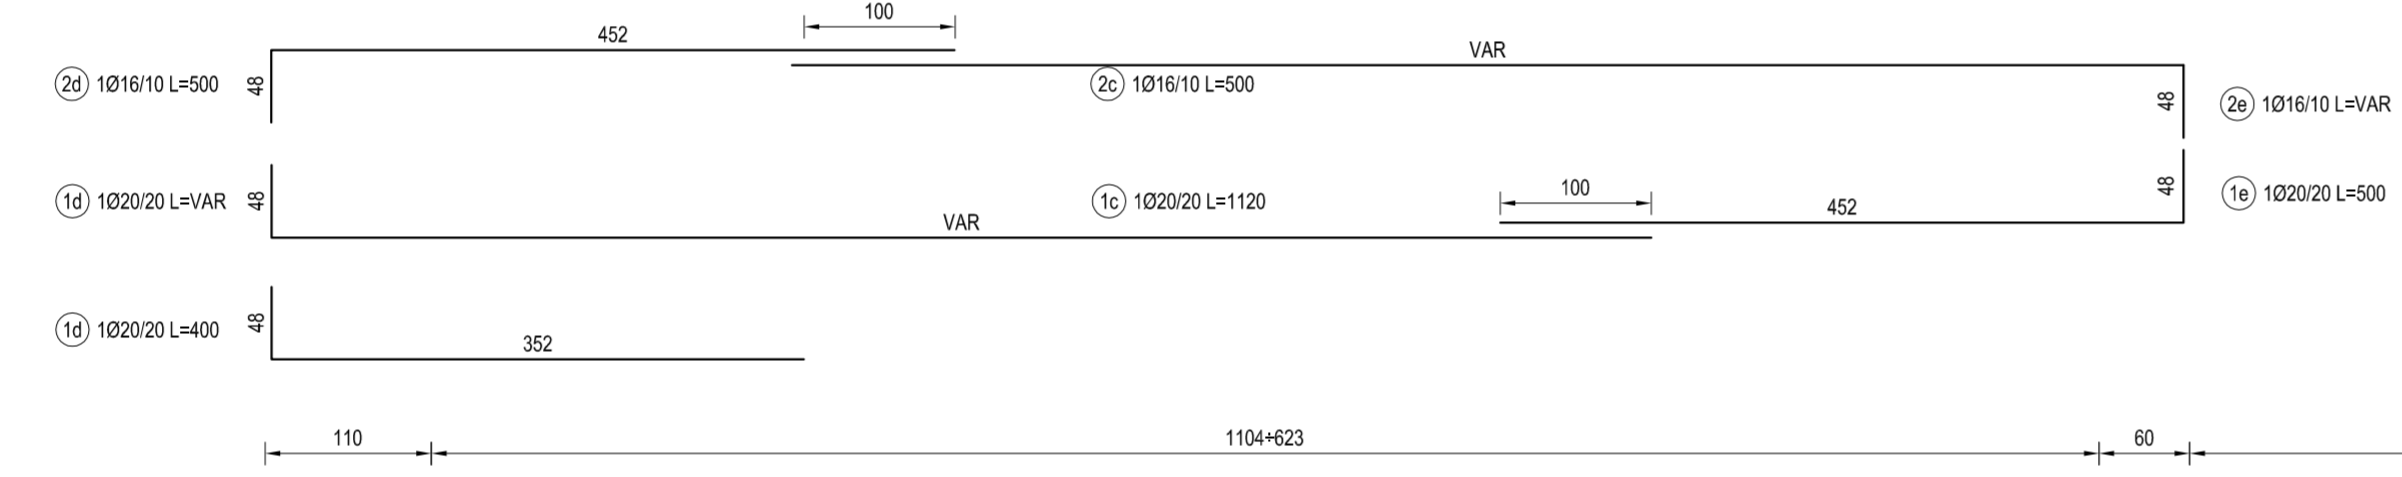 100
452
VAR
2d 1Ø16/10 L=500
48
2c 1Ø16/10 L=500
48
2e 1Ø16/10 L=VAR
1d 1Ø20/20 L=VAR
48
1c 1Ø20/20 L=1120
100
48
1e 1Ø20/20 L=500
452
VAR
1d 1Ø20/20 L=400
48
352
110
1104÷623
60